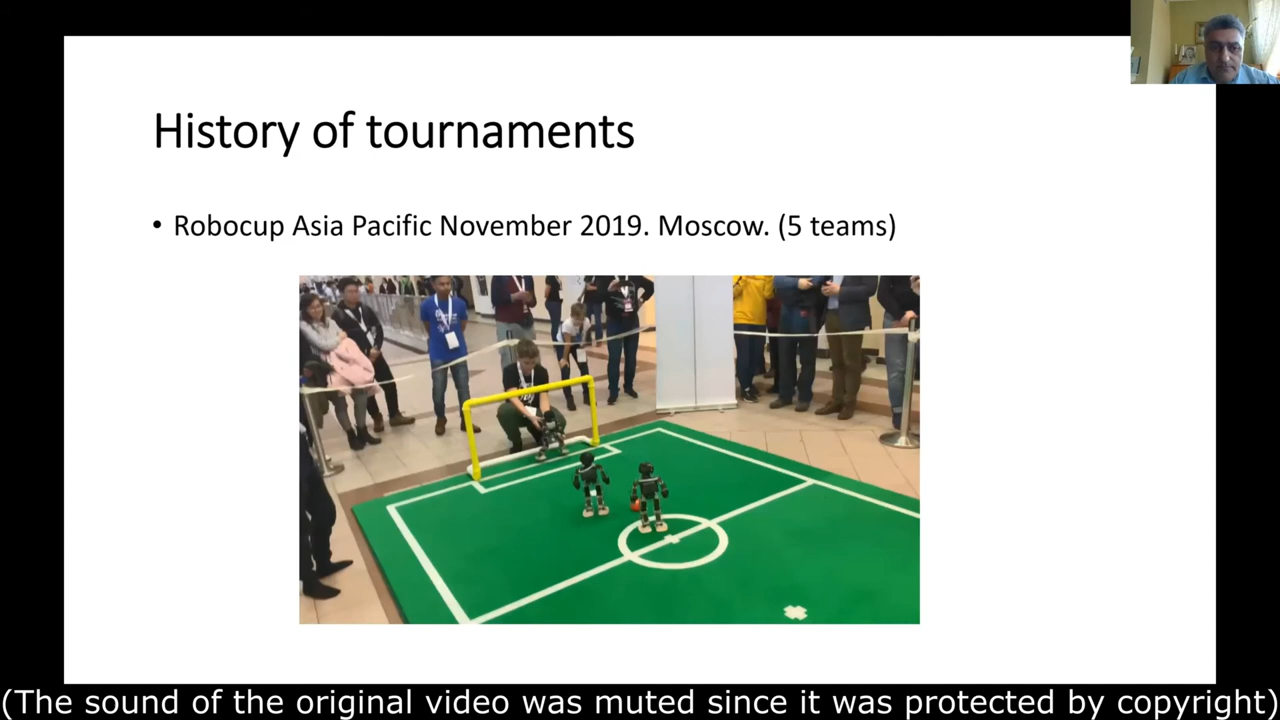 History of tournaments
• Robocup Asia Pacific November 2019. Moscow. (5 teams)
(The sound of the original video was muted since it was protected by copyright)